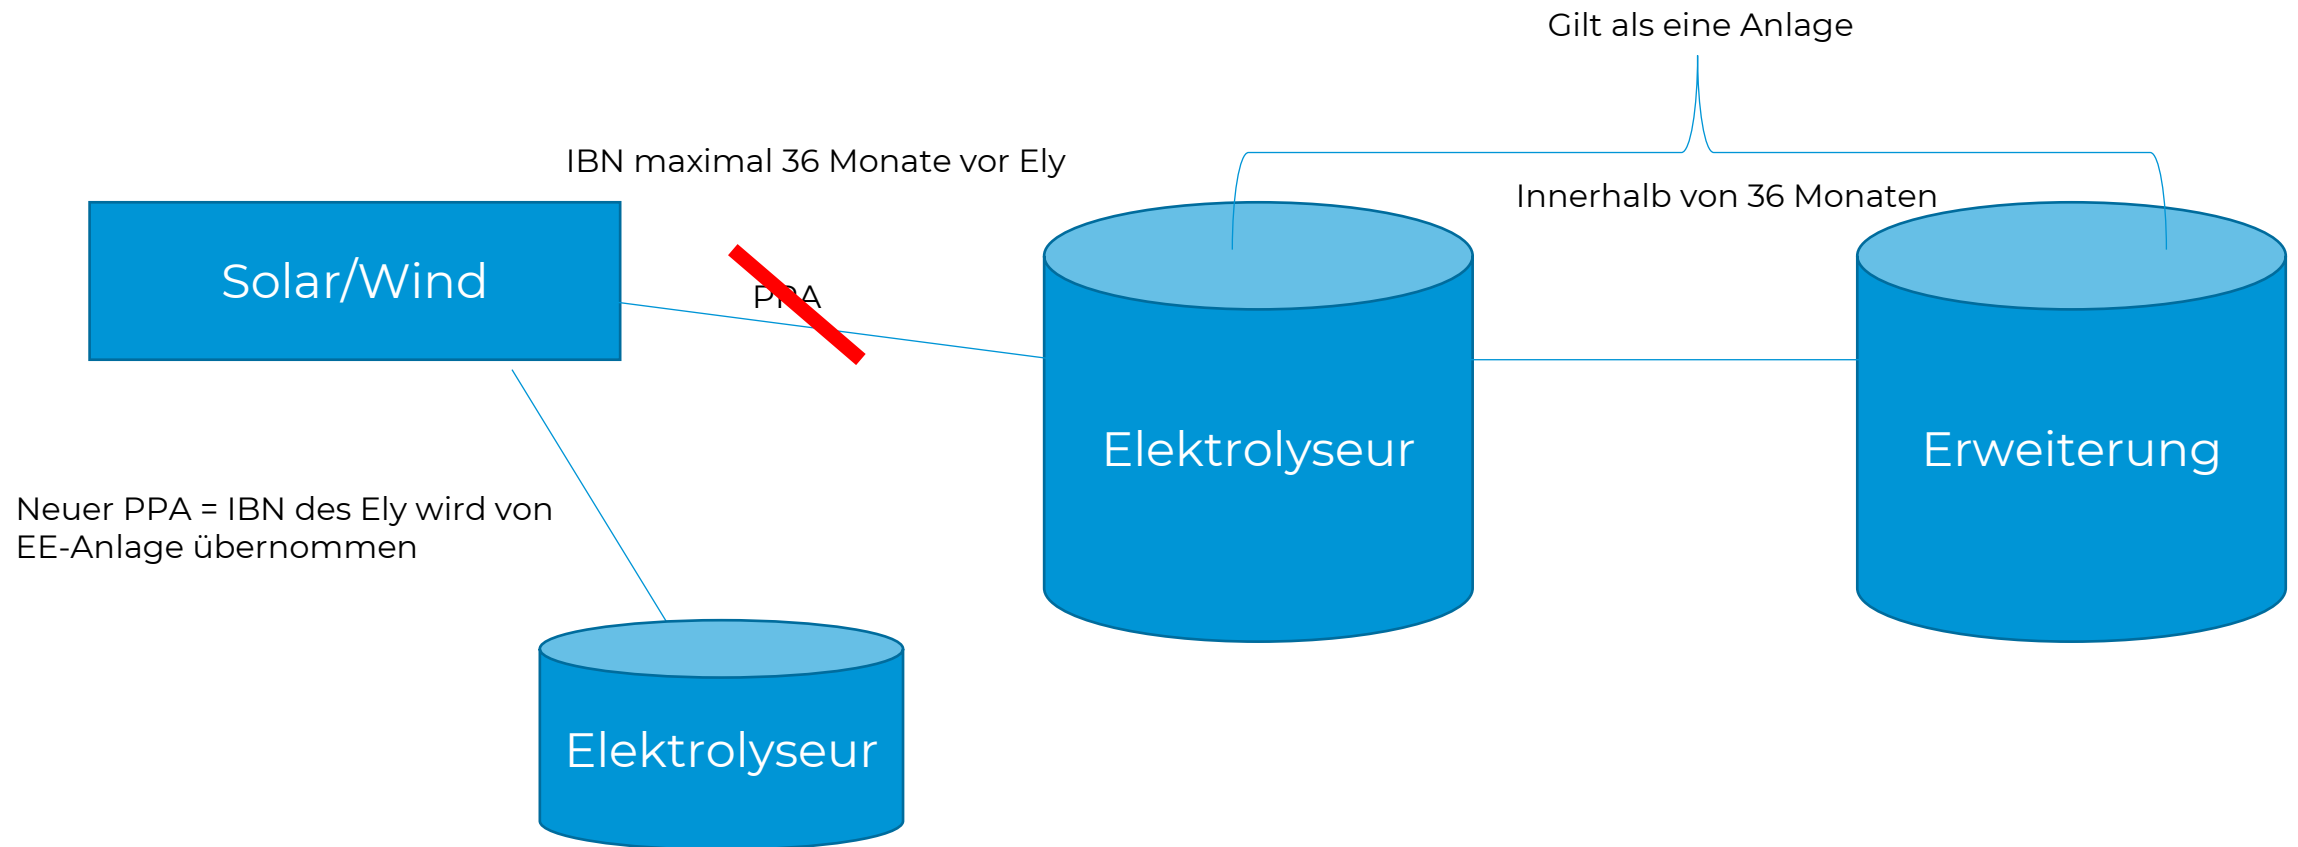 Gilt als eine Anlage
IBN maximal 36 Monate vor Ely
Innerhalb von 36 Monaten
Solar/Wind
PPA
Elektrolyseur
Erweiterung
Neuer PPA = IBN des Ely wird von
EE-Anlage übernommen
Elektrolyseur